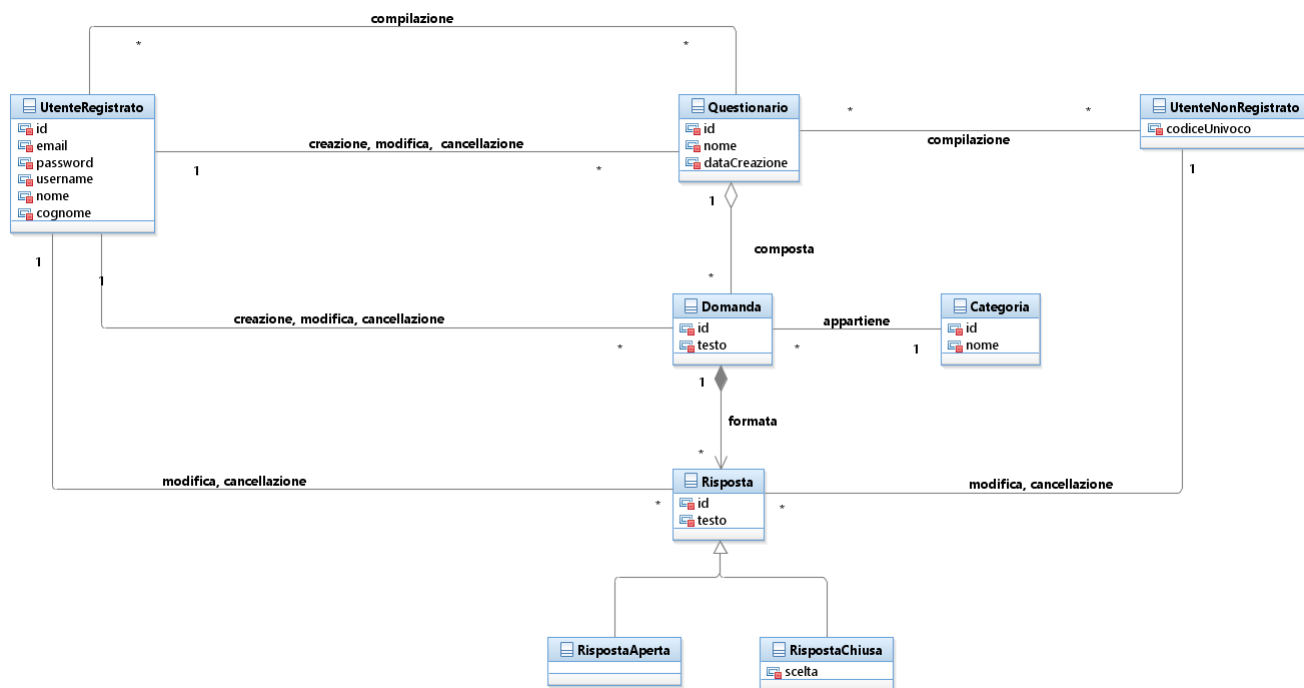 compilazione
*
*
UtenteRegistrato
id
email
password
username
nome
cognome
creazione, modifica, cancellazione
1
*
Questionario
id
nome
dataCreazione
*
*
compilazione
UtenteNonRegistrato
codiceUnivoco
1
1
1
1
composta
*
creazione, modifica, cancellazione
*
Domanda
id
testo
appartiene
*
1
Categoria
id
nome
1
formata
*
modifica, cancellazione
*
Risposta
id
testo
modifica, cancellazione
*
RispostaAperta
RispostaChiusa
scelta